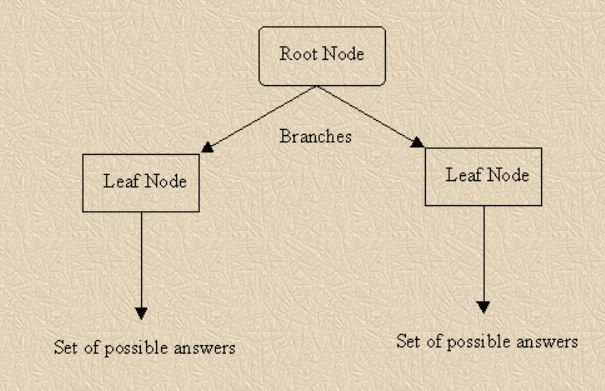 Root Node
Branches
Leaf Node
Leaf Node
Set of possible answers
Set of possible answers